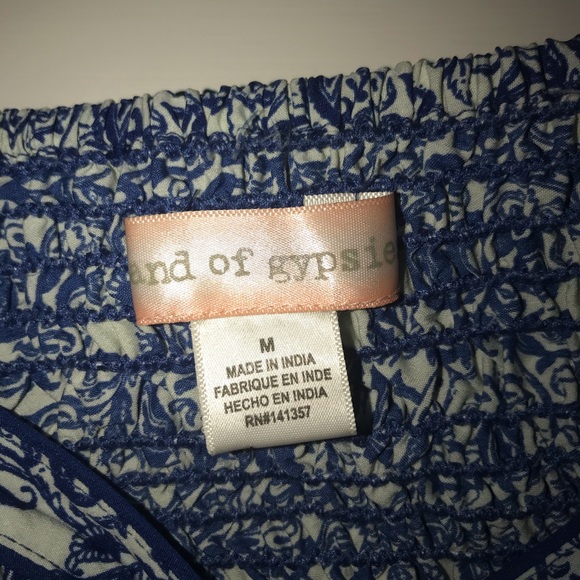 and of gypsie
M
MADE IN INDIA
FABRIQUE EN INDE
HECHO EN INDIA
RN#141357